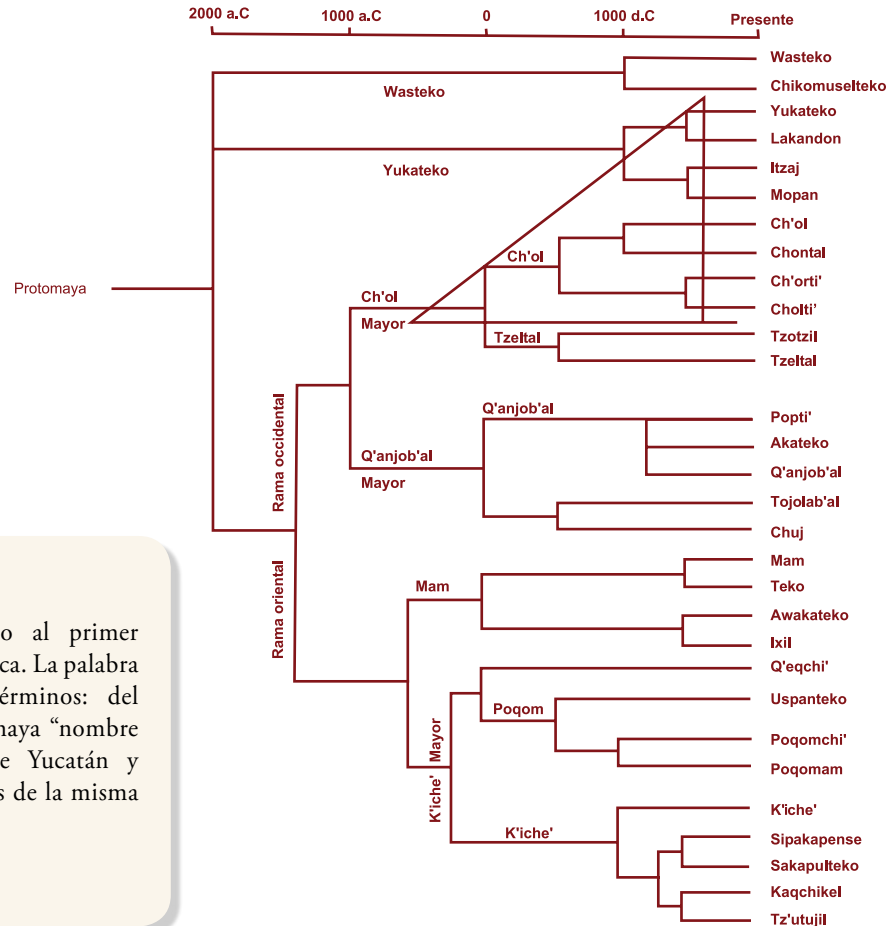 2000 a.C 1000 a.C 0 1000 d.C Presente
Wasteko
Wasteko
Chikomuselteko
Yukateko
Yukateko
Lakandon
Itzaj
Mopan
Protomaya
Rama occidental
Ch'ol
Mayor
Ch'ol
Ch'ol
Chontal
Ch'orti'
Cholti’
Tzeltal
Tzotzil
Tzeltal
Q'anjob'al
Mayor
Q'anjob'al
Popti'
Akateko
Q'anjob'al
Tojolab'al
Chuj
Rama oriental
Mam
Mam
Teko
Awakateko
Ixil
K'iche' Mayor
Q'eqchi'
Poqom
Uspanteko
Poqomchi'
Poqomam
K'iche'
K'iche'
Sipakapense
Sakapulteko
Kaqchikel
Tz'utujil
o al primer
ca. La palabra
érminos: del
naya “nombre
e Yucatán y
s de la misma